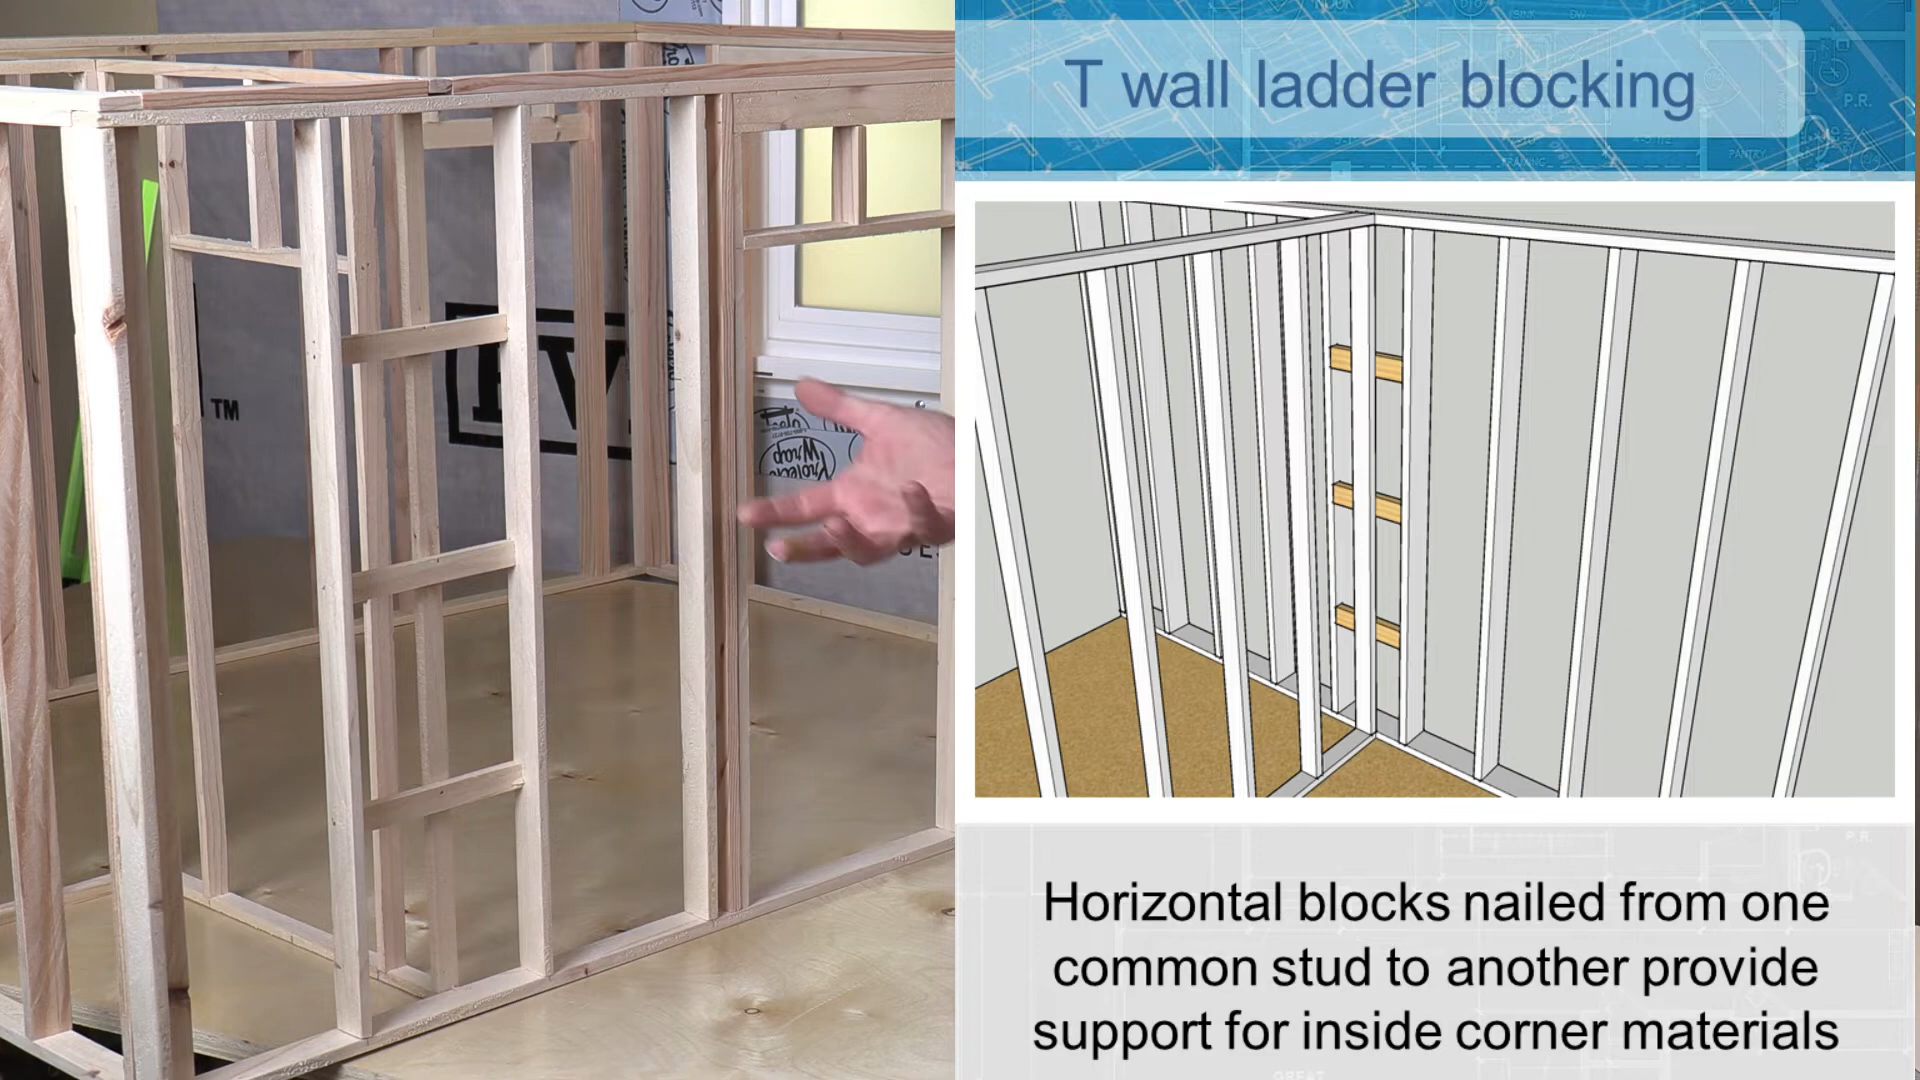 T wall ladder blocking
TM
Horizontal blocks nailed from one
common stud to another provide
support for inside corner materials